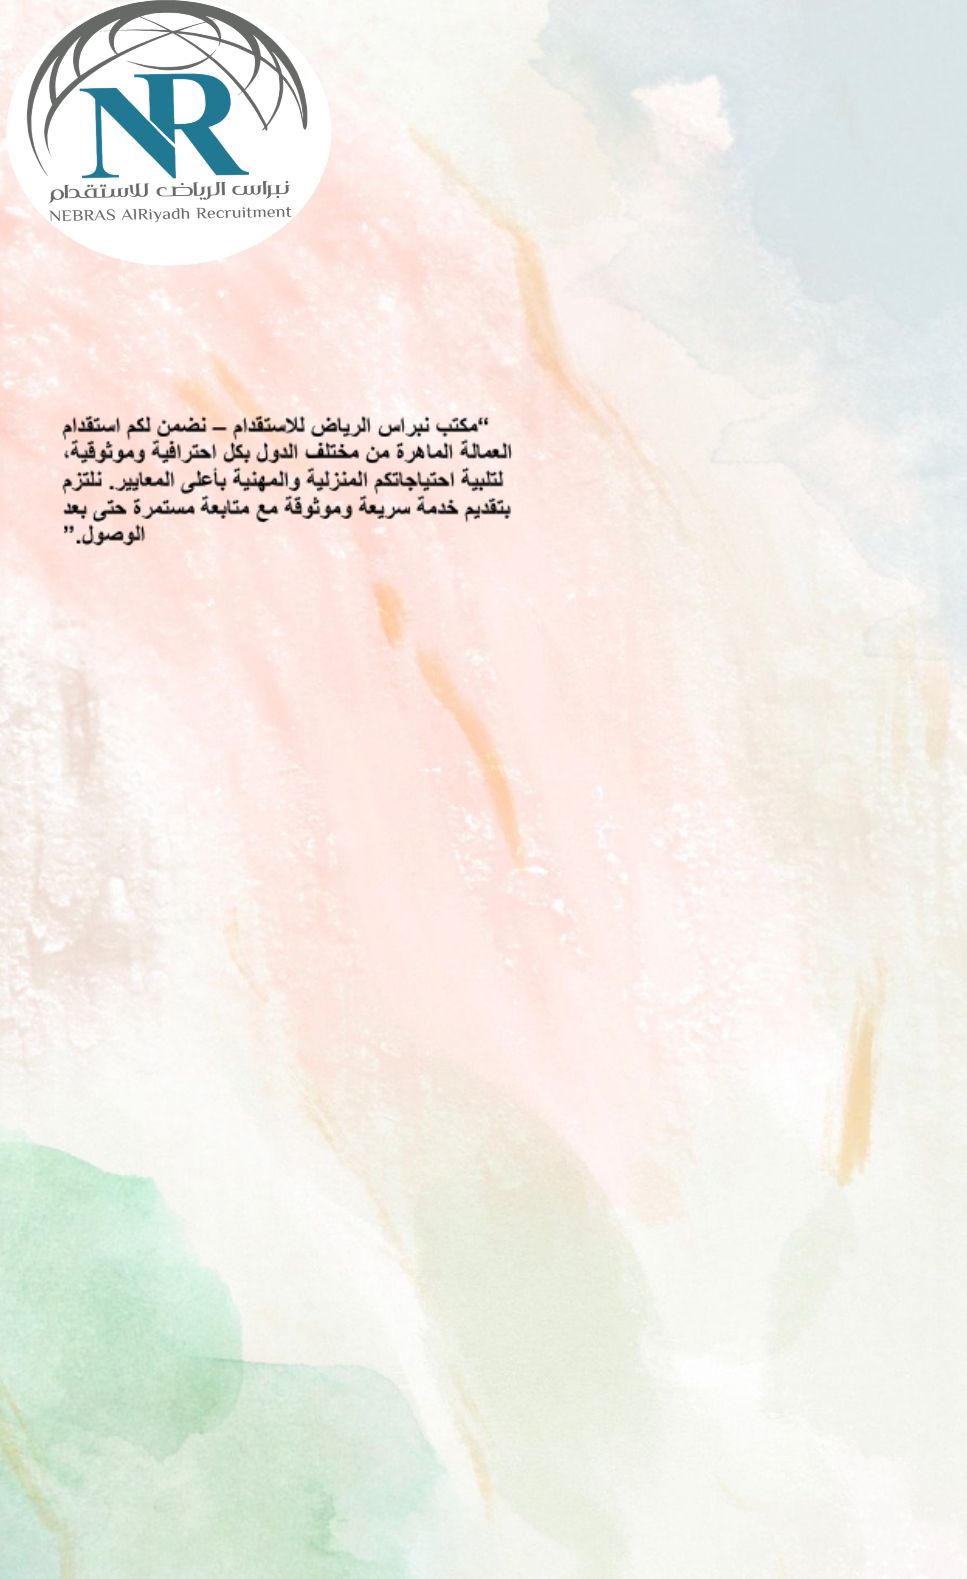 NR
نبراس الرياض للاستقدام
NEBRAS AlRiyadh Recruitment
“مكتب نبراس الرياض للاستقدام – نضمن لكم استقدام
العمالة الماهرة من مختلف الدول بكل احترافية وموثوقية،
لتلبية احتياجاتكم المنزلية والمهنية بأعلى المعايير. نلتزم
بتقديم خدمة سريعة وموثوقة مع متابعة مستمرة حتى بعد
الوصول.”